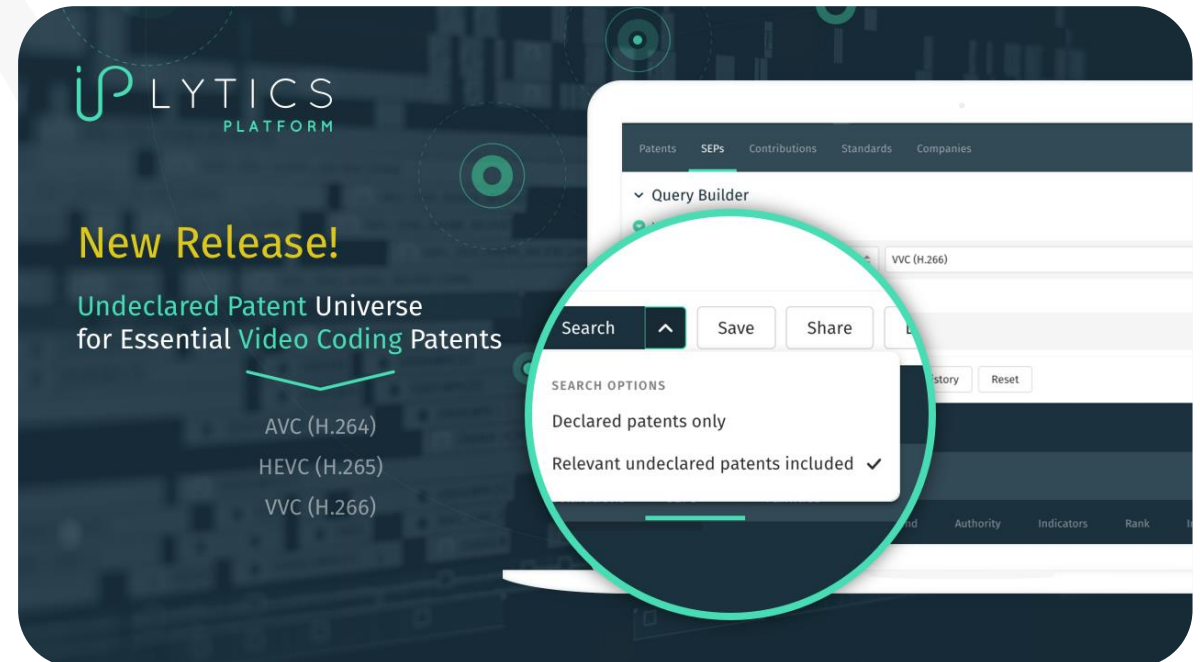 iPLYTICS
PLATFORM
New Release!
Undeclared Patent Universe
for Essential Video Coding Patents
AVC (H.264)
HEVC (H.265)
VVC (H.266)
Patents SEPs Contributions Standards Companies
Query Builder
VVC (H.266)
Search Save Share
Reset
SEARCH OPTIONS
Declared patents only
Relevant undeclared patents included
Authority Indicators Rank